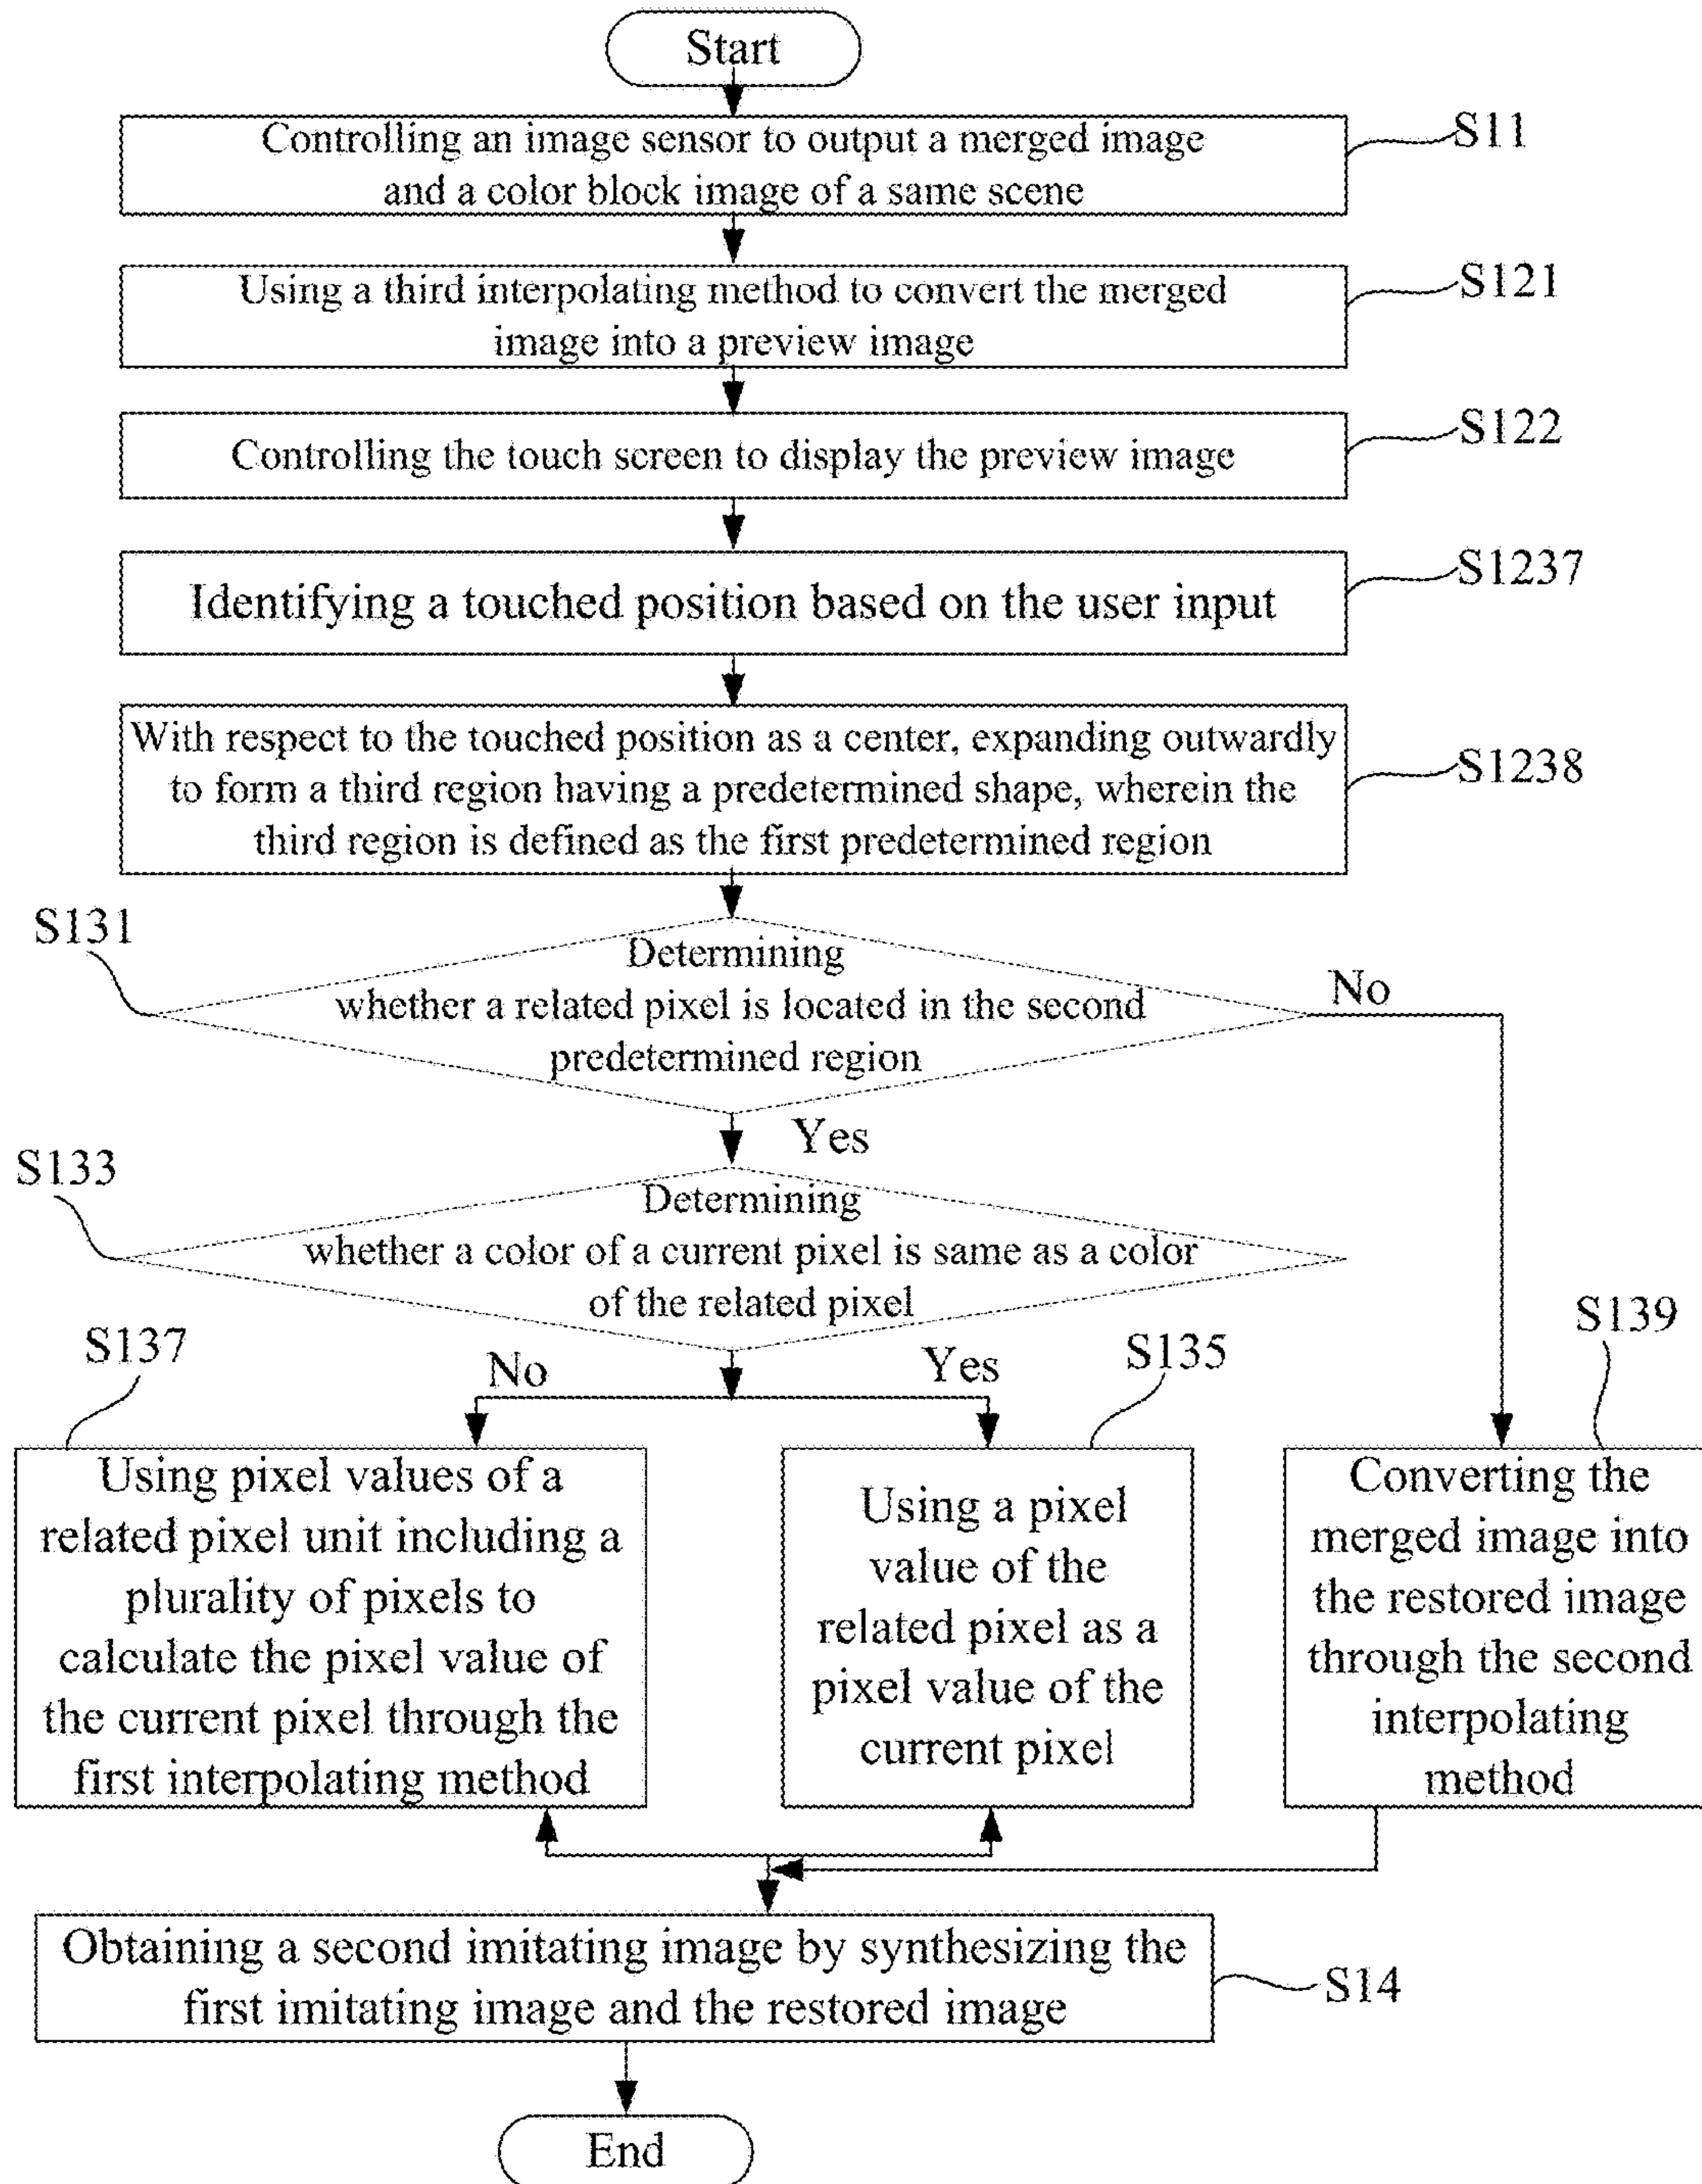 Start
Controlling an image sensor to output a merged image
and a color block image of a same scene
S11
Using a third interpolating method to convert the merged
image into a preview image
S121
Controlling the touch screen to display the preview image
S122
Identifying a touched position based on the user input
S1237
With respect to the touched position as a center, expanding outwardly
to form a third region having a predetermined shape, wherein the
third region is defined as the first predetermined region
S1238
S131
Determining
whether a related pixel is located in the second
predetermined region
No
Yes
S133
Determining
whether a color of a current pixel is same as a color
of the related pixel
S137
No
Yes
S135
S139
Using pixel values of a
related pixel unit including a
plurality of pixels to
calculate the pixel value of
the current pixel through the
first interpolating method
Using a pixel
value of the
related pixel as a
pixel value of the
current pixel
Converting the
merged image into
the restored image
through the second
interpolating
method
Obtaining a second imitating image by synthesizing the
first imitating image and the restored image
S14
End